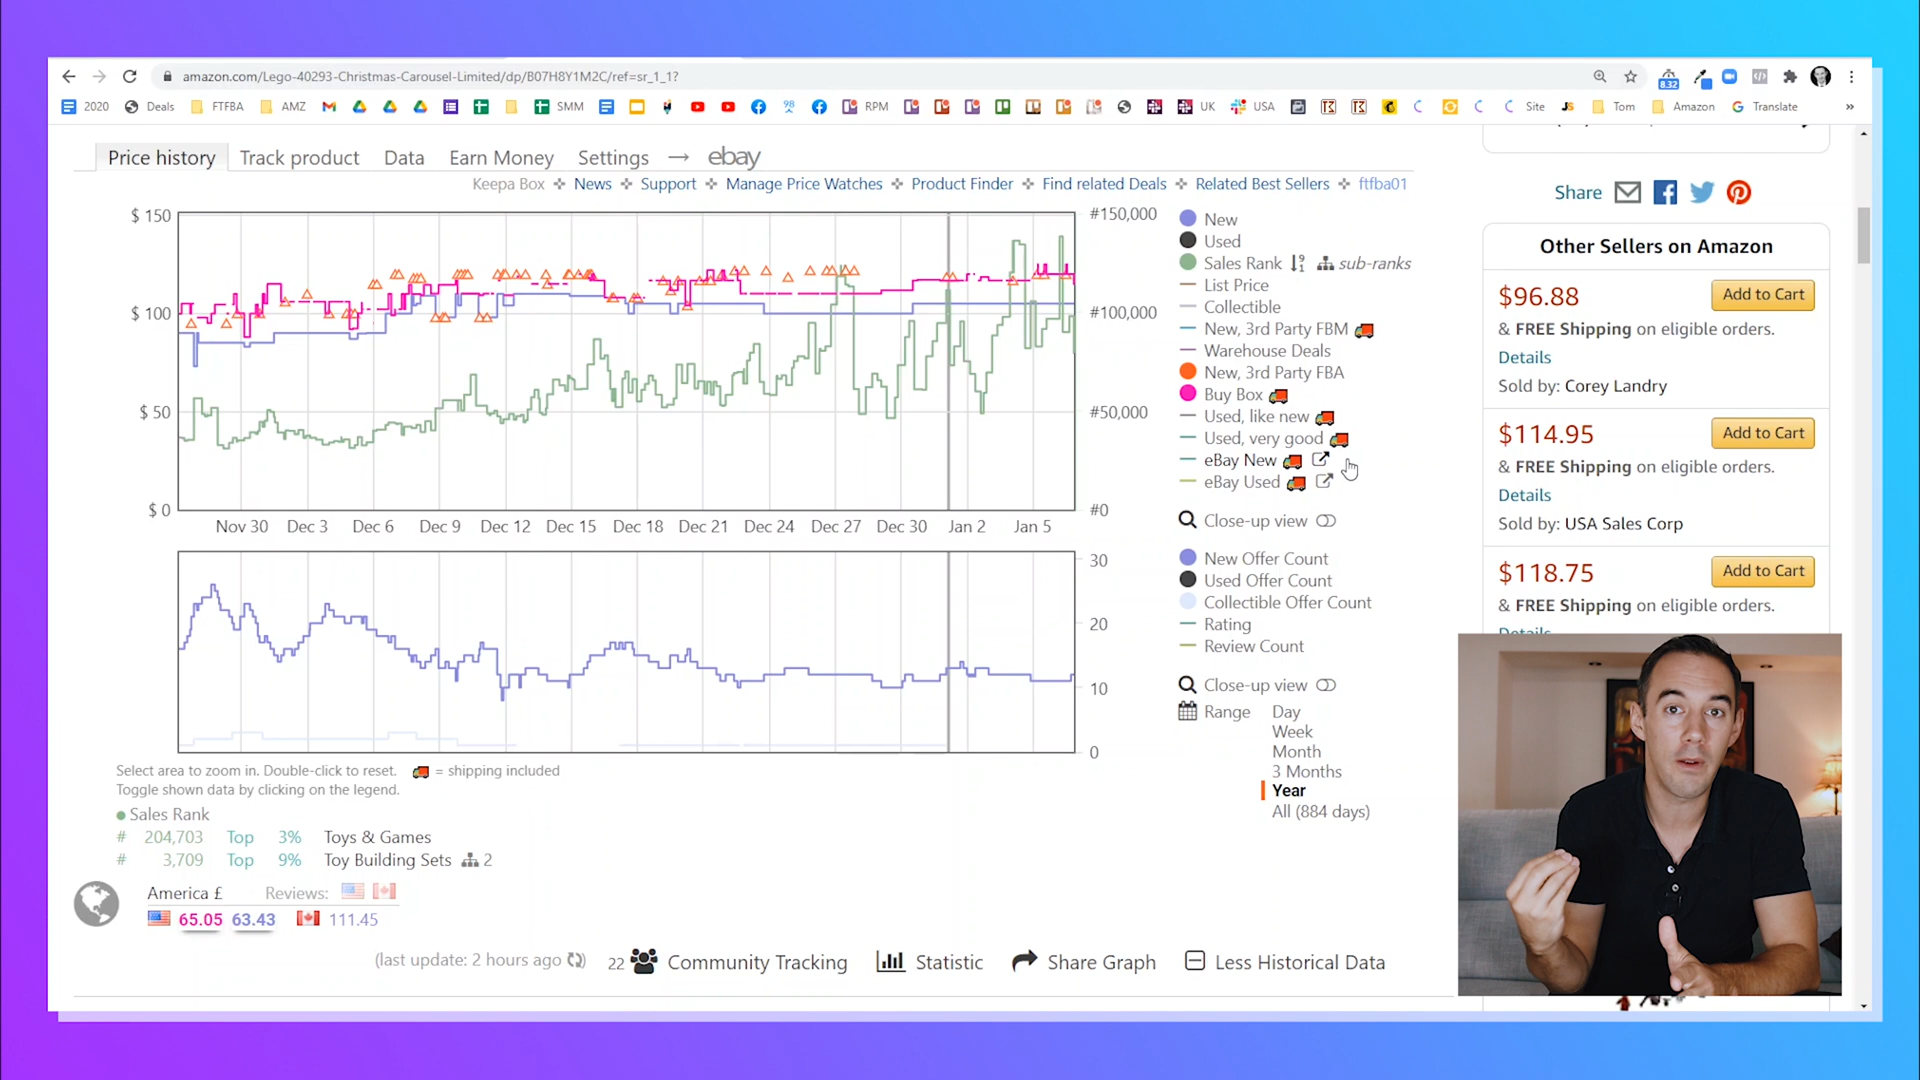 amazon.com/Lego-40293-Christmas-Carousel-Limited/dp/B07H8Y1M2C/ref=sr_1_1?
8.32
2020 Deals FTFBA AMZ SMM 98 RPM UK USA Site JS Tom Amazon Translate »
Price history Track product Data Earn Money Settings → ebay
Keepa Box News Support Manage Price Watches Product Finder Find related Deals Related Best Sellers ftfba01
$ 150
$ 100
$ 50
$ 0
#150,000
#100,000
#50,000
#0
Nov 30 Dec 3 Dec 6 Dec 9 Dec 12 Dec 15 Dec 18 Dec 21 Dec 24 Dec 27 Dec 30 Jan 2 Jan 5
New
Used
Sales Rank sub-ranks
List Price
Collectible
New, 3rd Party FBM
Warehouse Deals
New, 3rd Party FBA
Buy Box
Used, like new
Used, very good
eBay New
eBay Used
Close-up view
30
20
10
0
New Offer Count
Used Offer Count
Collectible Offer Count
Rating
Review Count
Close-up view
Range
Day
Week
Month
3 Months
Year
All (884 days)
Select area to zoom in. Double-click to reset. = shipping included
Toggle shown data by clicking on the legend.
Sales Rank
# 204,703 Top 3% Toys & Games
# 3,709 Top 9% Toy Building Sets 2
America £ Reviews:
65.05 63.43 111.45
(last update: 2 hours ago) 22 Community Tracking Statistic Share Graph Less Historical Data
Share
Other Sellers on Amazon
$96.88 Add to Cart
& FREE Shipping on eligible orders.
Details
Sold by: Corey Landry
$114.95 Add to Cart
& FREE Shipping on eligible orders.
Details
Sold by: USA Sales Corp
$118.75 Add to Cart
& FREE Shipping on eligible orders.
Details